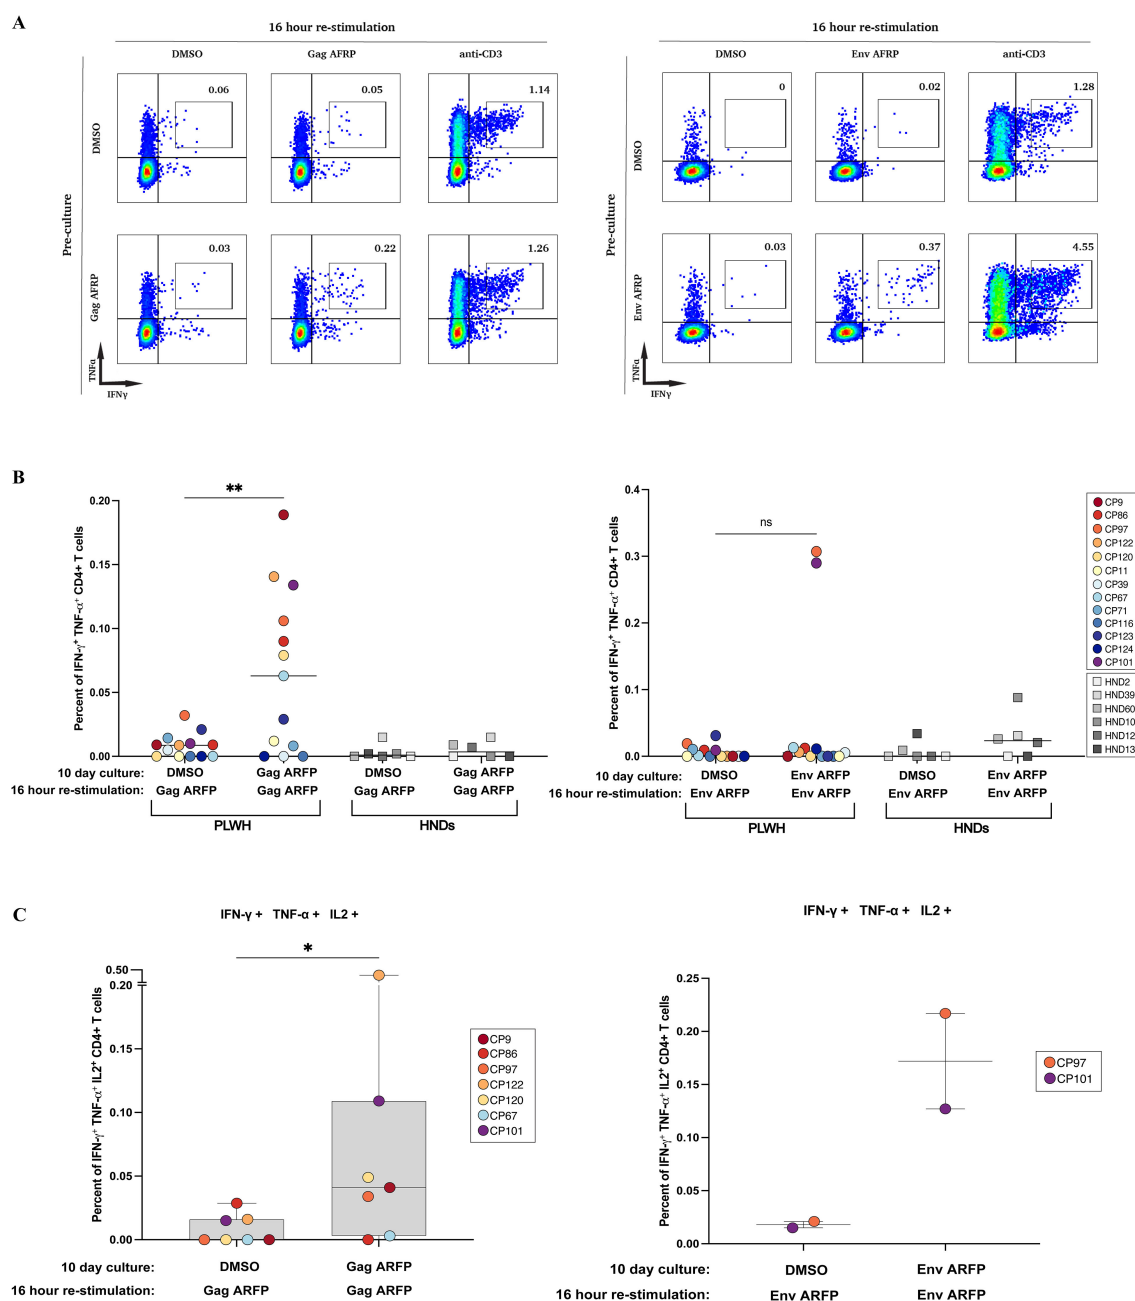 A
16 hour re-stimulation
DMSO Gag AFRP anti-CD3
Pre-culture
DMSO
0.06 0.05 1.14
Gag AFRP
0.03 0.22 1.26
TNFα
IFNγ
16 hour re-stimulation
DMSO Env AFRP anti-CD3
Pre-culture
DMSO
0 0.02 1.28
Env AFRP
0.03 0.37 4.55
TNFα
IFNγ
B
Percent of IFN-γ+ TNF-α+ CD4+ T cells
0.20
0.15
0.10
0.05
0.00
**
10 day culture: DMSO Gag ARFP DMSO Gag ARFP
16 hour re-stimulation: Gag ARFP Gag ARFP Gag ARFP Gag ARFP
PLWH HNDs
Percent of IFN-γ+ TNF-α+ CD4+ T cells
0.4
0.3
0.2
0.1
0.0
ns
10 day culture: DMSO Env ARFP DMSO Env ARFP
16 hour re-stimulation: Env ARFP Env ARFP Env ARFP Env ARFP
PLWH HNDs
CP9
CP86
CP97
CP122
CP120
CP11
CP39
CP67
CP71
CP116
CP123
CP124
CP101
HND2
HND39
HND60
HND10
HND12
HND13
C
IFN-γ + TNF-α + IL2 +
Percent of IFN-γ+ TNF-α+ IL2+ CD4+ T cells
0.50
0.20
0.15
0.10
0.05
0.00
*
CP9
CP86
CP97
CP122
CP120
CP67
CP101
10 day culture: DMSO Gag ARFP
16 hour re-stimulation: Gag ARFP Gag ARFP
IFN-γ + TNF-α + IL2 +
Percent of IFN-γ+ TNF-α+ IL2+ CD4+ T cells
0.25
0.20
0.15
0.10
0.05
0.00
CP97
CP101
10 day culture: DMSO Env ARFP
16 hour re-stimulation: Env ARFP Env ARFP